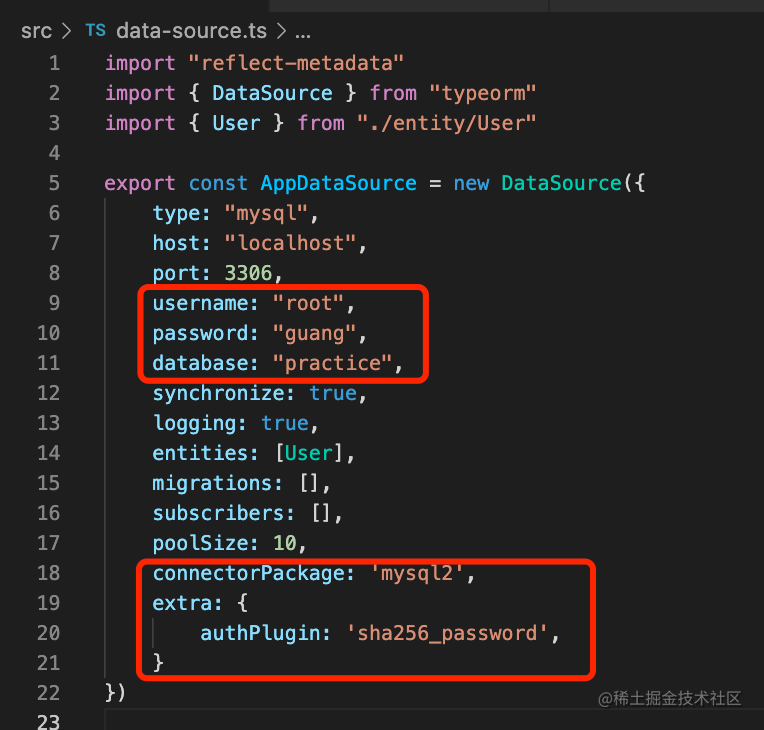 src > TS data-source.ts > ...
1 import "reflect-metadata"
2 import { DataSource } from "typeorm"
3 import { User } from "./entity/User"
4
5 export const AppDataSource = new DataSource({
6     type: "mysql",
7     host: "localhost",
8     port: 3306,
9     username: "root",
10     password: "guang",
11     database: "practice",
12     synchronize: true,
13     logging: true,
14     entities: [User],
15     migrations: [],
16     subscribers: [],
17     poolSize: 10,
18     connectorPackage: 'mysql2',
19     extra: {
20         authPlugin: 'sha256_password',
21     }
22 })
23
@稀土掘金技术社区